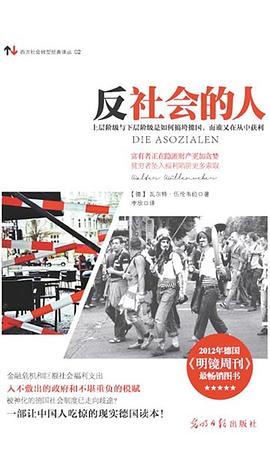 西方社会转型经典译丛 02
反社会的人
上层阶级与下层阶级是如何搞垮德国，而谁又在从中获利
DIE ASOZIALEN
富有者正在隐匿财产更加贪婪
贫穷者坠入福利陷阱更多索取
Walter Wüllenweber
【德】瓦尔特·伍伦韦伯◎著
李欣◎译
2012年德国
《明镜周刊》
最畅销图书
★★★★★
金融危机和巨额社会福利支出
入不敷出的政府和不堪重负的税赋
被神化的德国社会制度已走向歧途？
一部让中国人吃惊的现实德国读本！
光明日报出版社